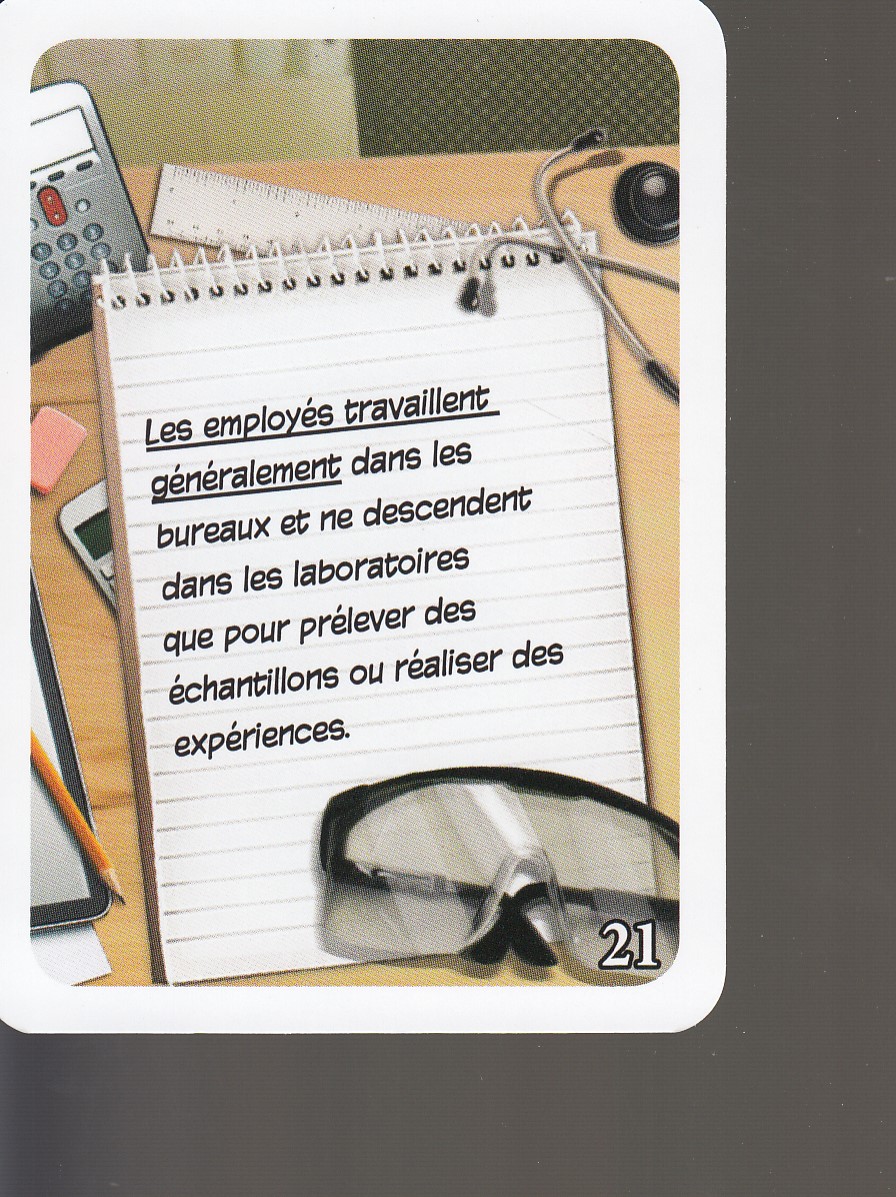 Les employés travaillent
généralement dans les
bureaux et ne descendent
dans les laboratoires
que pour prélever des
échantillons ou réaliser des
expériences.
21